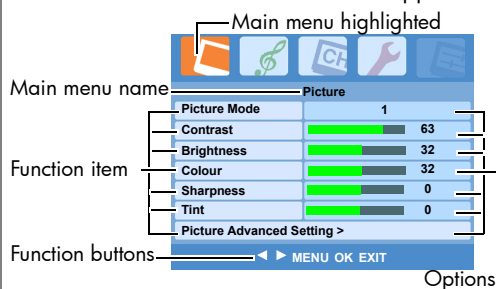 Main menu highlighted
CH
Main menu name
Picture
Picture Mode 1
Contrast 63
Brightness 32
Function item
Colour 32
Sharpness 0
Tint 0
Picture Advanced Setting >
Function buttons
◄ ► MENU OK EXIT
Options